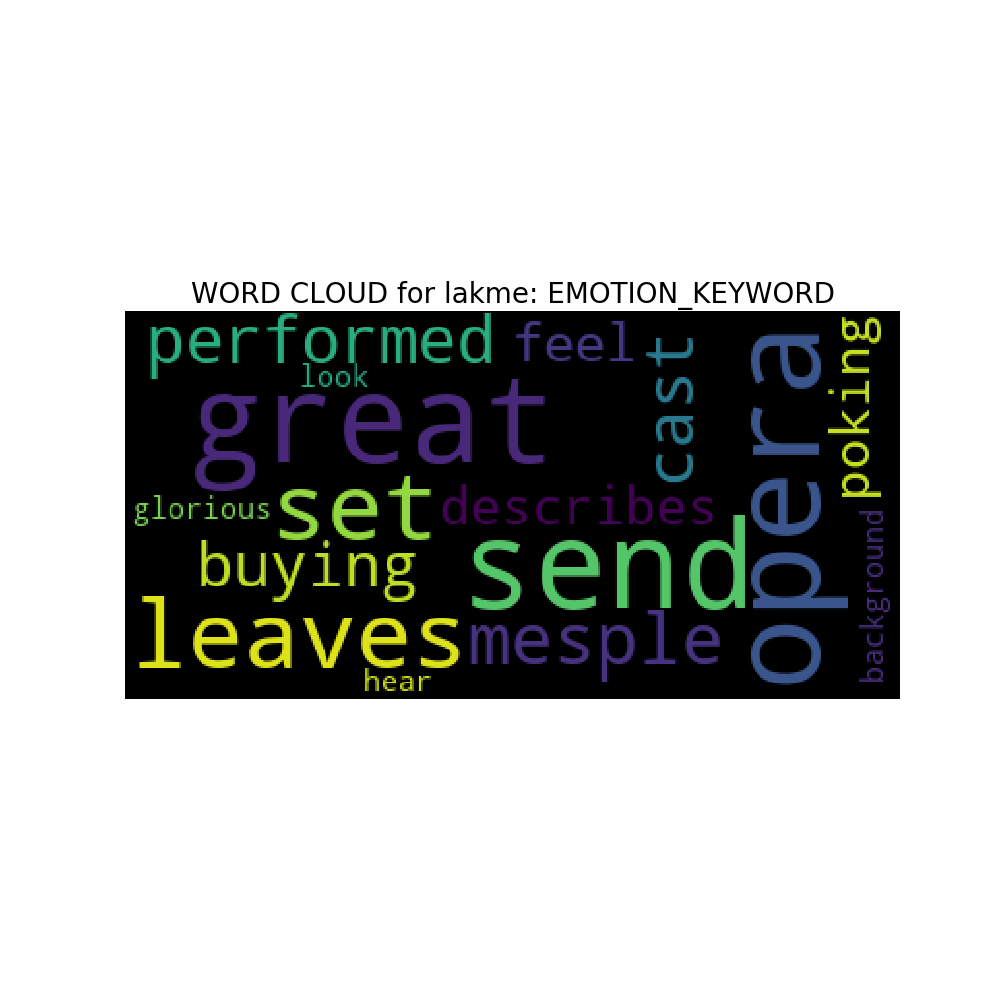 WORD CLOUD for lakme: EMOTION_KEYWORD
performed
feel
look
great
cast
opera
poking
glorious
set
describes
buying
send
background
leaves
mesple
hear